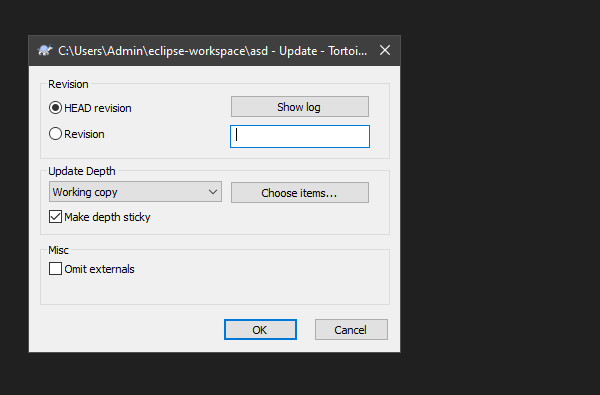 C:\Users\Admin\eclipse-workspace\asd - Update - Tortoi...
Revision
HEAD revision
Show log
Revision
Update Depth
Working copy
Choose items...
Make depth sticky
Misc
Omit externals
OK
Cancel